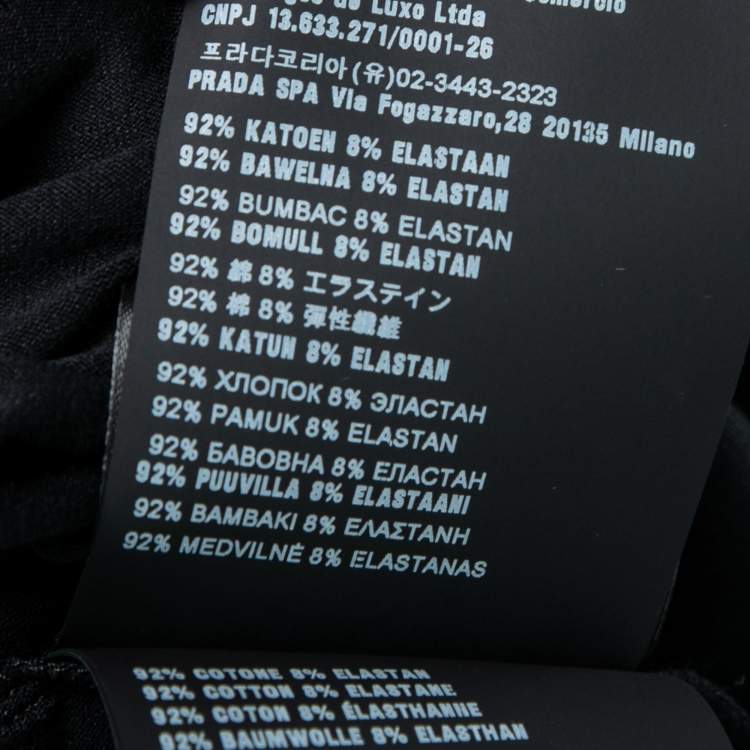 de Luxo Ltda
CNPJ 13.633.271/0001-26
프라다코리아(유)02-3443-2323
PRADA SPA Via Fogazzaro,28 20135 Milano
92% KATOEN 8% ELASTAAN
92% BAWELNA 8% ELASTAN
92% BUMBAC 8% ELASTAN
92% BOMULL 8% ELASTAN
92% 綿 8% エラステイン
92% 棉 8% 彈性纖維
92% KATUN 8% ELASTAN
92% ХЛОПОК 8% ЭЛАСТАН
92% PAMUK 8% ELASTAN
92% БАВОВНА 8% ЕЛАСТАН
92% PUUVILLA 8% ELASTAANI
92% BAMBAKI 8% ΕΛΑΣΤΑΝΗ
92% MEDVILNĖ 8% ELASTANAS
92% COTONE 8% ELASTAN
92% COTTON 8% ELASTANE
92% COTON 8% ÉLASTHANNE
92% BAUMWOLLE 8% ELASTHAN